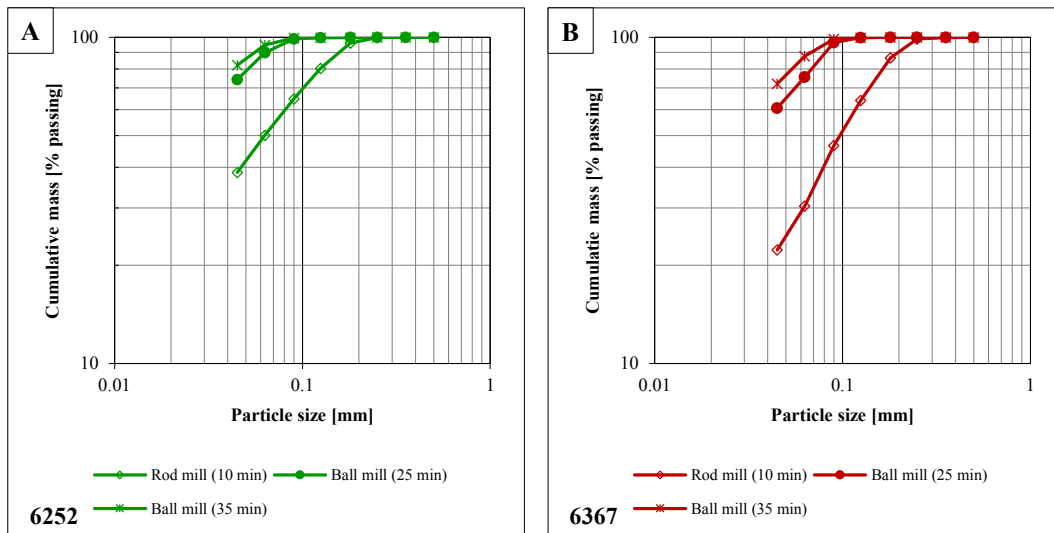 A
Cumulative mass [% passing]
100
10
0.01 0.1 1
Particle size [mm]
Rod mill (10 min) Ball mill (25 min)
Ball mill (35 min)
6252
B
Cumulatie mass [% passing]
100
10
0.01 0.1 1
Particle size [mm]
Rod mill (10 min) Ball mill (25 min)
Ball mill (35 min)
6367